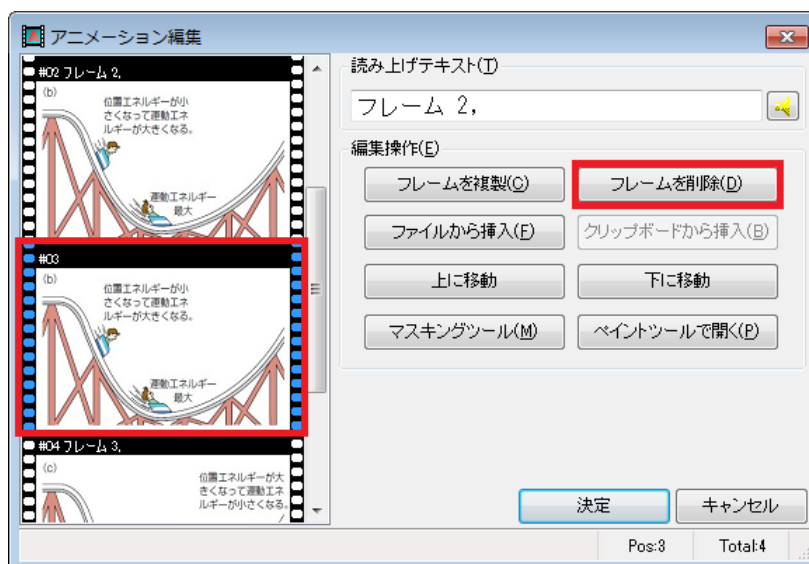 アニメーション編集
#02 フレーム 2,
(b)
位置エネルギーが小
さくなって運動エネ
ルギーが大きくなる。
運動エネルギー
最大
#03
(b)
位置エネルギーが小
さくなって運動エネ
ルギーが大きくなる。
運動エネルギー
最大
#04 フレーム 3,
(c)
位置エネルギーが大
きくなって運動エネ
ルギーが小さくなる。
読み上げテキスト(T)
フレーム 2,
編集操作(E)
フレームを複製(C)
フレームを削除(D)
ファイルから挿入(F)
クリップボードから挿入(B)
上に移動
下に移動
マスキングツール(M)
ペイントツールで開く(P)
決定
キャンセル
Pos:3
Total:4